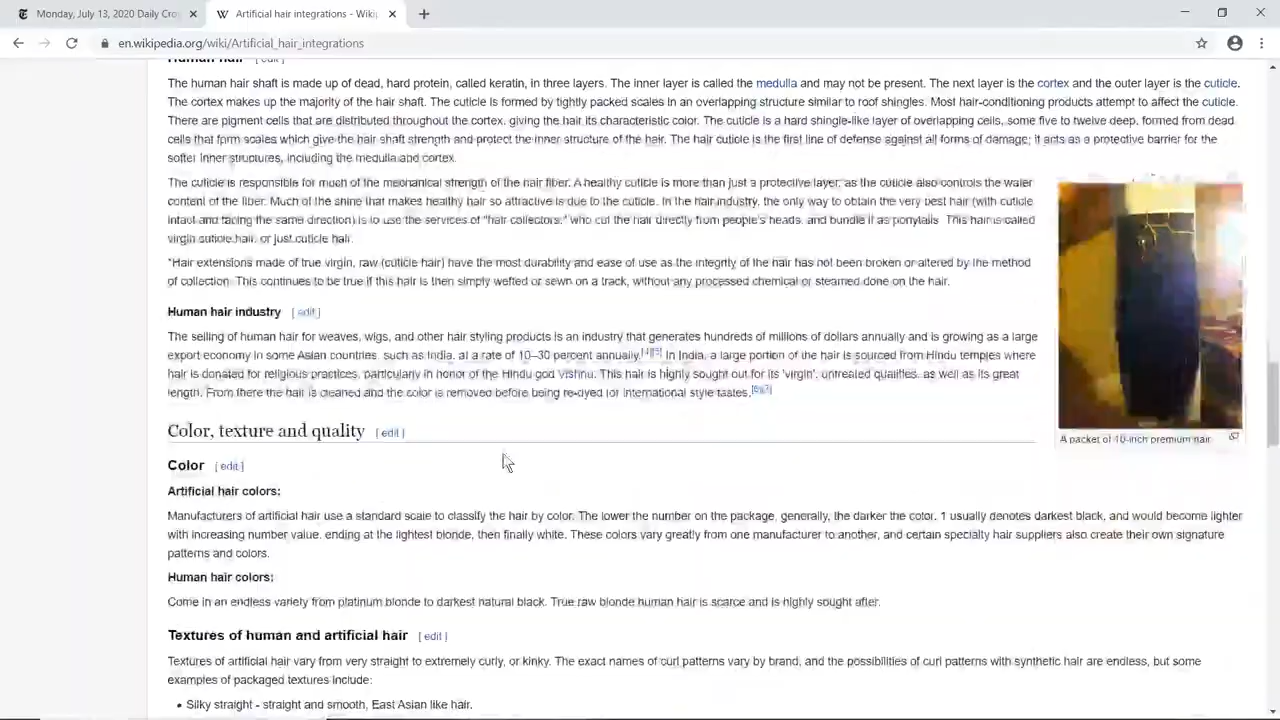 Monday, July 13, 2020 Daily Cro
Artificial hair integrations - Wiki
en.wikipedia.org/wiki/Artificial_hair_integrations
Human hair [ edit ]
The human hair shaft is made up of dead, hard protein, called keratin, in three layers. The inner layer is called the medulla and may not be present. The next layer is the cortex and the outer layer is the cuticle.
The cortex makes up the majority of the hair shaft. The cuticle is formed by tightly packed scales in an overlapping structure similar to roof shingles. Most hair-conditioning products attempt to affect the cuticle.
There are pigment cells that are distributed throughout the cortex, giving the hair its characteristic color. The cuticle is a hard shingle-like layer of overlapping cells, some five to twelve deep, formed from dead
cells that form scales which give the hair shaft strength and protect the inner structure of the hair. The hair cuticle is the first line of defense against all forms of damage; it acts as a protective barrier for the
softer inner structures, including the medulla and cortex.
The cuticle is responsible for much of the mechanical strength of the hair fiber. A healthy cuticle is more than just a protective layer, as the cuticle also controls the water
content of the fiber. Much of the shine that makes healthy hair so attractive is due to the cuticle. In the hair industry, the only way to obtain the very best hair (with cuticle
intact and facing the same direction) is to use the services of "hair collectors," who cut the hair directly from people's heads, and bundle it as ponytails. This hair is called
virgin cuticle hair, or just cuticle hair.
*Hair extensions made of true virgin, raw (cuticle hair) have the most durability and ease of use as the integrity of the hair has not been broken or altered by the method
of collection. This continues to be true if this hair is then simply wefted or sewn on a track, without any processed chemical or steamed done on the hair.
Human hair industry [ edit ]
The selling of human hair for weaves, wigs, and other hair styling products is an industry that generates hundreds of millions of dollars annually and is growing as a large
export economy in some Asian countries, such as India, at a rate of 10–30 percent annually.[4][5] In India, a large portion of the hair is sourced from Hindu temples where
hair is donated for religious practices, particularly in honor of the Hindu god Vishnu. This hair is highly sought out for its 'virgin', untreated qualities, as well as its great
length. From there the hair is cleaned and the color is removed before being re-dyed for international style tastes.[6][7]
A packet of 10-inch premium hair
Color, texture and quality [ edit ]
Color [ edit ]
Artificial hair colors:
Manufacturers of artificial hair use a standard scale to classify the hair by color. The lower the number on the package, generally, the darker the color. 1 usually denotes darkest black, and would become lighter
with increasing number value, ending at the lightest blonde, then finally white. These colors vary greatly from one manufacturer to another, and certain specialty hair suppliers also create their own signature
patterns and colors.
Human hair colors:
Come in an endless variety from platinum blonde to darkest natural black. True raw blonde human hair is scarce and is highly sought after.
Textures of human and artificial hair [ edit ]
Textures of artificial hair vary from very straight to extremely curly, or kinky. The exact names of curl patterns vary by brand, and the possibilities of curl patterns with synthetic hair are endless, but some
examples of packaged textures include:
• Silky straight - straight and smooth, East Asian like hair.